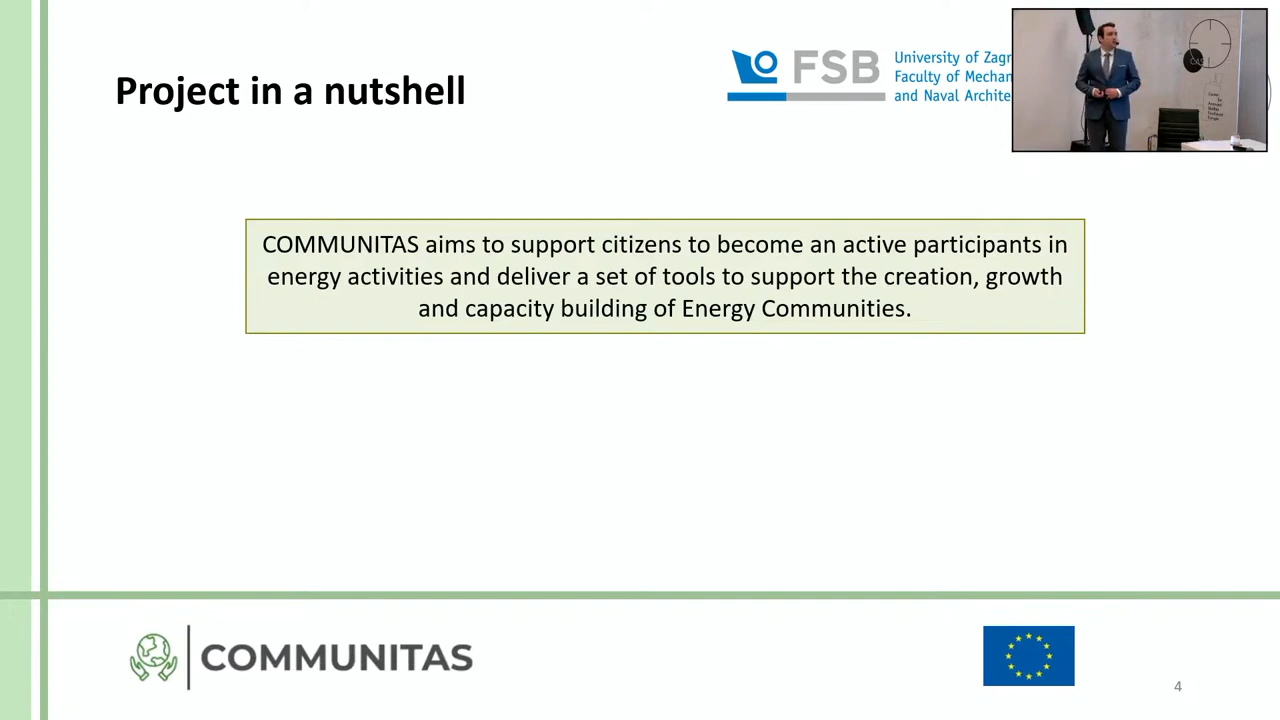 Project in a nutshell
FSB
University of Zagr
Faculty of Mechan
and Naval Archite
CAS
COMMUNITAS aims to support citizens to become an active participants in
energy activities and deliver a set of tools to support the creation, growth
and capacity building of Energy Communities.
COMMUNITAS
4